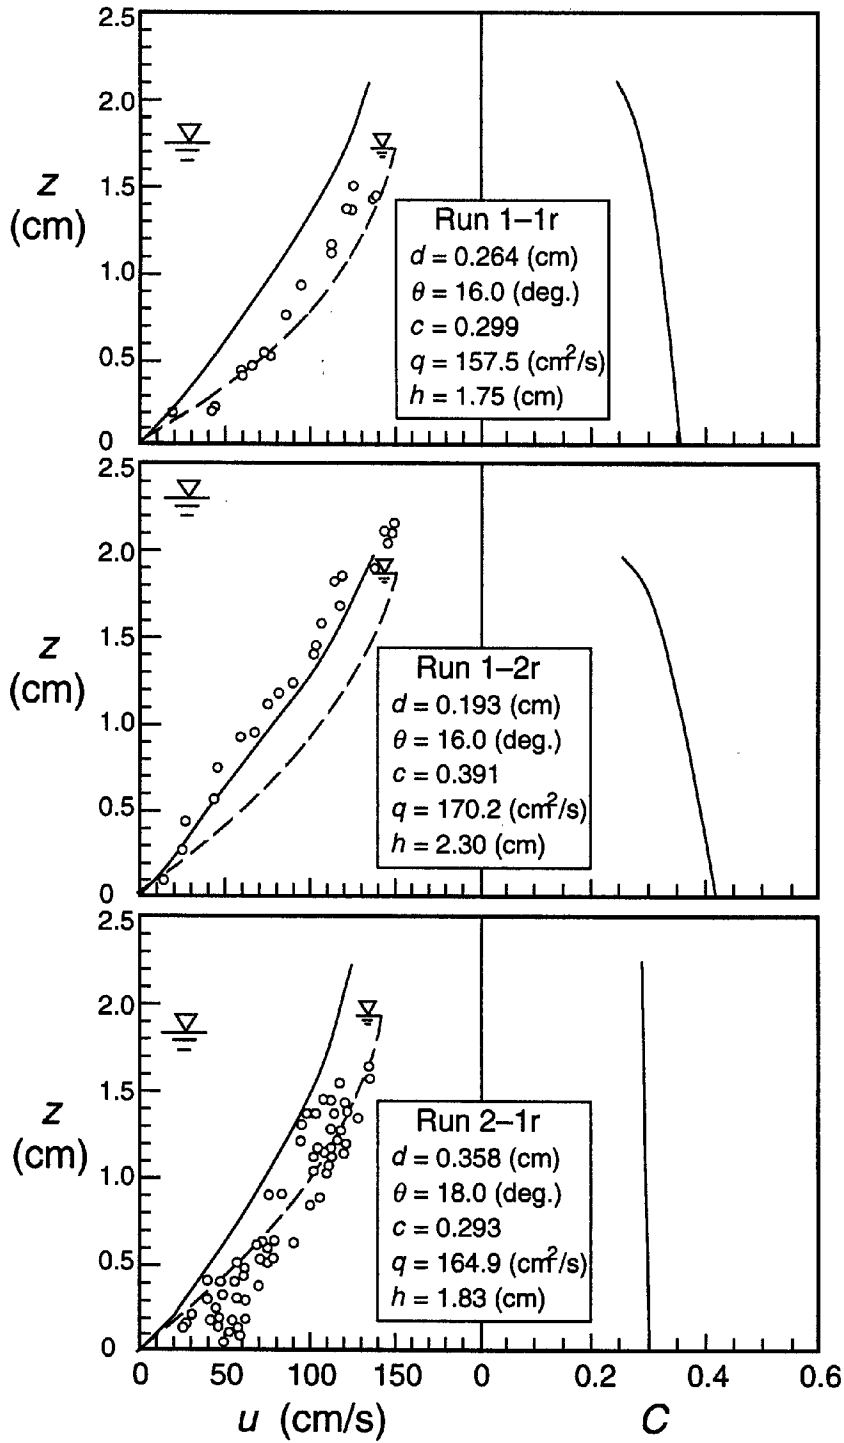 2.5
2.0
z
(cm)
1.5
1.0
0.5
0
Run 1–1r
d = 0.264 (cm)
θ = 16.0 (deg.)
c = 0.299
q = 157.5 (cm²/s)
h = 1.75 (cm)
2.5
2.0
z
(cm)
1.5
1.0
0.5
0
Run 1–2r
d = 0.193 (cm)
θ = 16.0 (deg.)
c = 0.391
q = 170.2 (cm²/s)
h = 2.30 (cm)
2.5
2.0
1.5
z
(cm)
1.0
0.5
0
Run 2–1r
d = 0.358 (cm)
θ = 18.0 (deg.)
c = 0.293
q = 164.9 (cm²/s)
h = 1.83 (cm)
0 50 100 150 0 0.2 0.4 0.6
u (cm/s) C